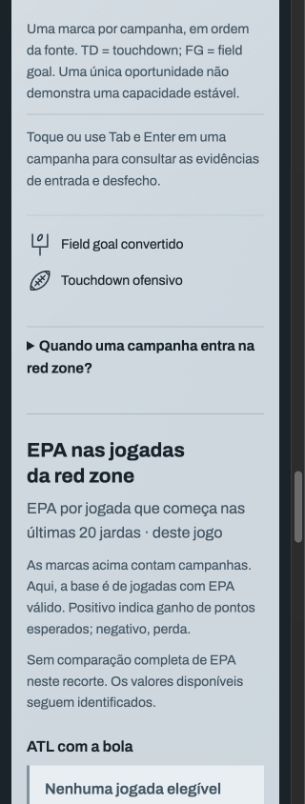 Uma marca por campanha, em ordem
da fonte. TD = touchdown; FG = field
goal. Uma única oportunidade não
demonstra uma capacidade estável.
Toque ou use Tab e Enter em uma
campanha para consultar as evidências
de entrada e desfecho.
Field goal convertido
Touchdown ofensivo
Quando uma campanha entra na
red zone?
EPA nas jogadas
da red zone
EPA por jogada que começa nas
últimas 20 jardas · deste jogo
As marcas acima contam campanhas.
Aqui, a base é de jogadas com EPA
válido. Positivo indica ganho de pontos
esperados; negativo, perda.
Sem comparação completa de EPA
neste recorte. Os valores disponíveis
seguem identificados.
ATL com a bola
Nenhuma jogada elegível